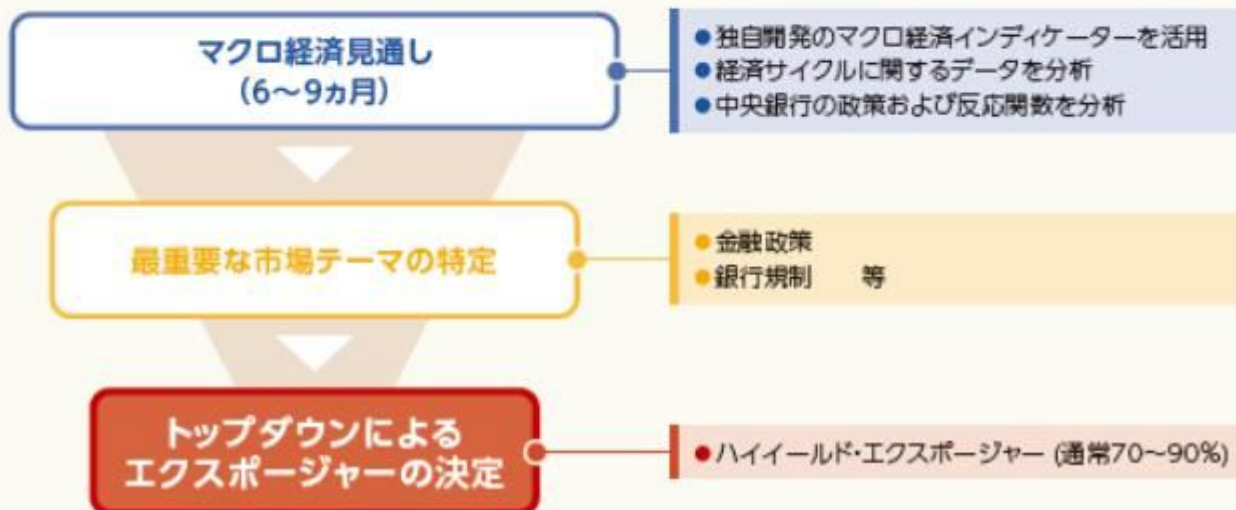 マクロ経済見通し
（6～9ヵ月）
●独自開発のマクロ経済インディケーターを活用
●経済サイクルに関するデータを分析
●中央銀行の政策および反応関数を分析
最重要な市場テーマの特定
●金融政策
●銀行規制　　等
トップダウンによる
エクスポージャーの決定
●ハイイールド・エクスポージャー (通常70～90%)